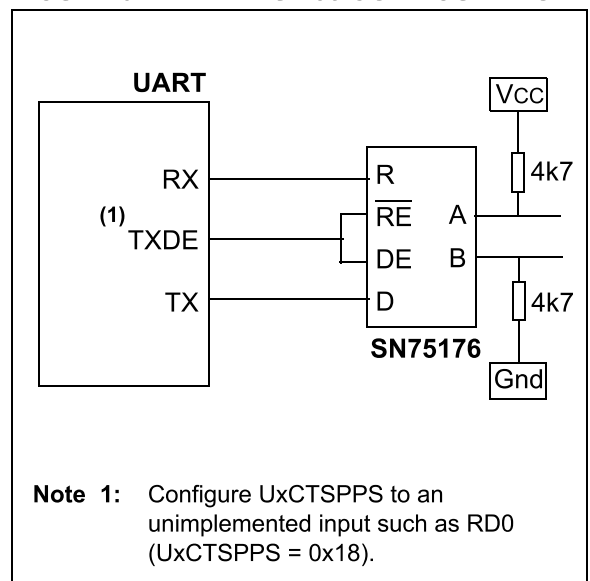 UART
VCC
RX
R
4k7
(1)
RE
A
TXDE
DE
B
TX
D
4k7
SN75176
Gnd
Note 1: Configure UxCTSPPS to an
unimplemented input such as RD0
(UxCTSPPS = 0x18).